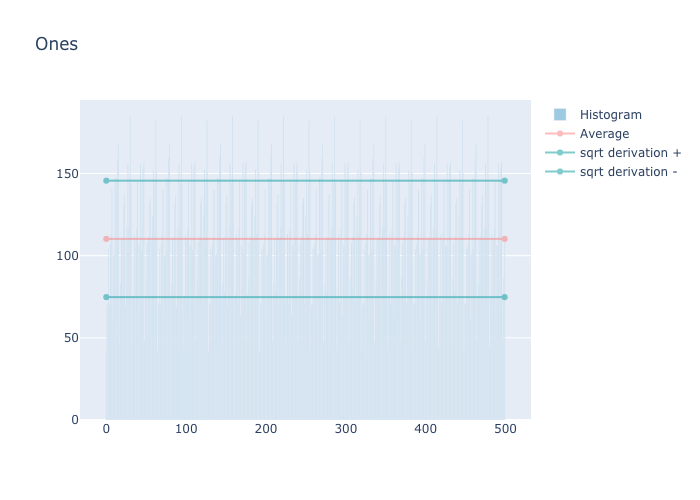 Ones
Histogram
Average
sqrt derivation +
sqrt derivation -
150
100
50
0
0 100 200 300 400 500